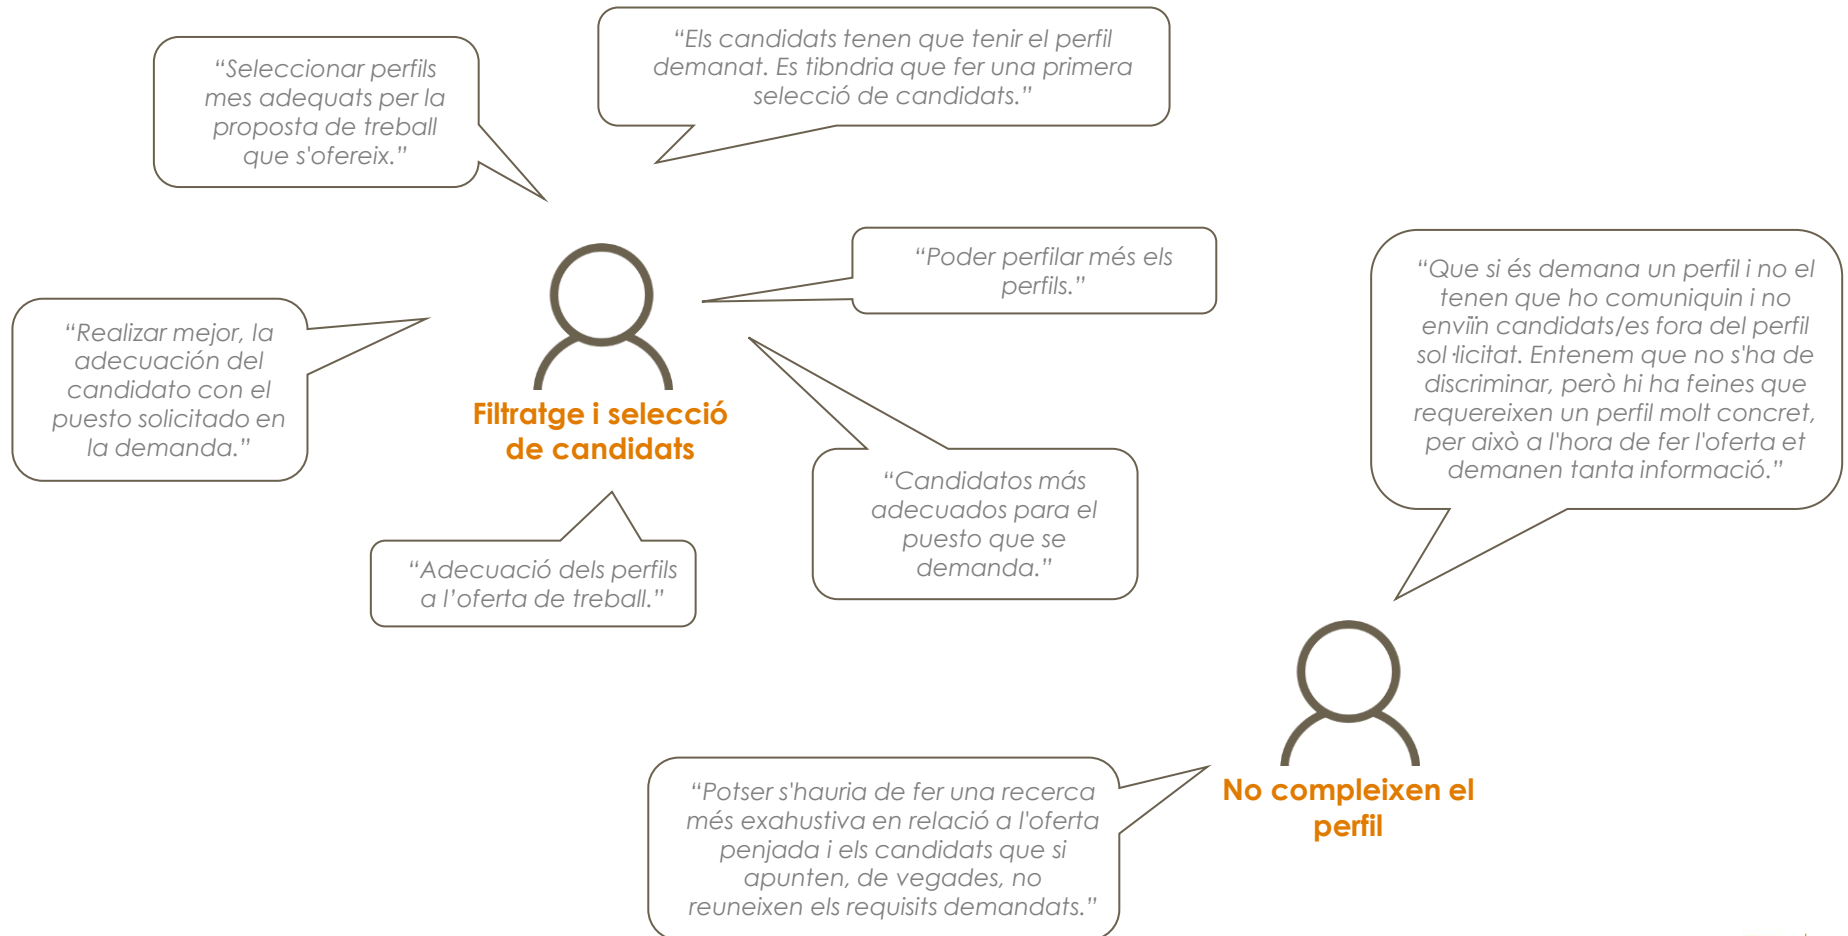 “Els candidats tenen que tenir el perfil
demanat. Es tibndria que fer una primera
selecció de candidats.”
“Seleccionar perfils
mes adequats per la
proposta de treball
que s'ofereix.”
“Poder perfilar més els
perfils.”
“Que si és demana un perfil i no el
tenen que ho comuniquin i no
enviïn candidats/es fora del perfil
sol·licitat. Entenem que no s'ha de
discriminar, però hi ha feines que
requereixen un perfil molt concret,
per això a l'hora de fer l'oferta et
demanen tanta informació.”
“Realizar mejor, la
adecuación del
candidato con el
puesto solicitado en
la demanda.”
Filtratge i selecció
de candidats
“Candidatos más
adecuados para el
puesto que se
demanda.”
“Adecuació dels perfils
a l’oferta de treball.”
“Potser s'hauria de fer una recerca
més exahustiva en relació a l'oferta
penjada i els candidats que si
apunten, de vegades, no
reuneixen els requisits demandats.”
No compleixen el
perfil